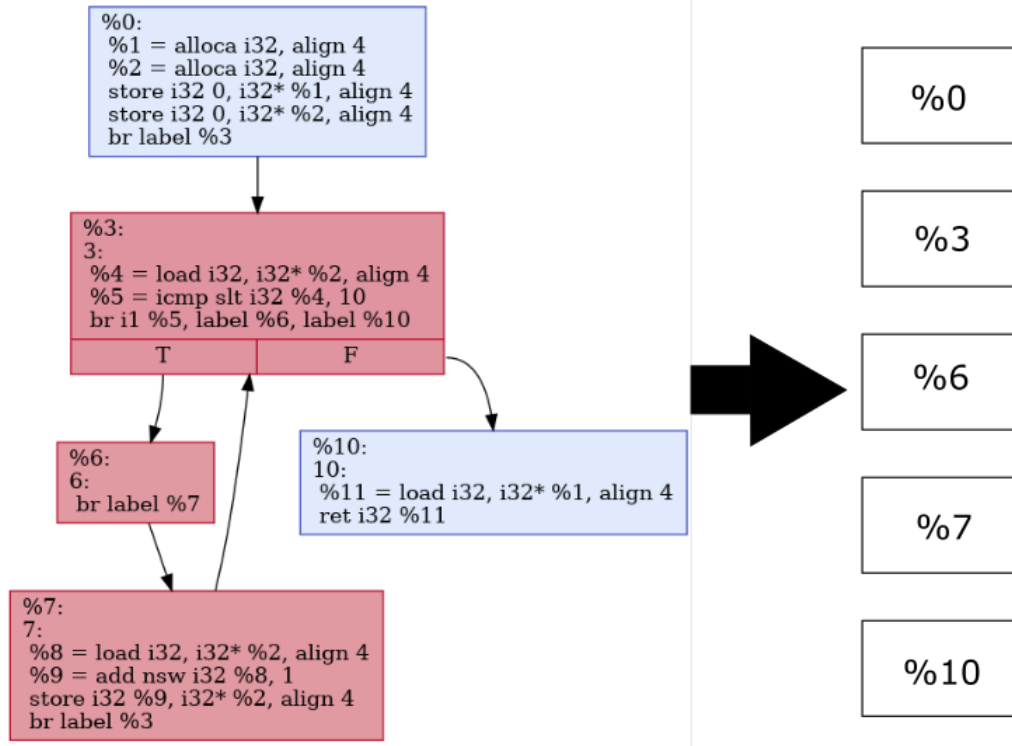 %0:
%1 = alloca i32, align 4
%2 = alloca i32, align 4
store i32 0, i32* %1, align 4
store i32 0, i32* %2, align 4
br label %3
%3:
3:
%4 = load i32, i32* %2, align 4
%5 = icmp slt i32 %4, 10
br i1 %5, label %6, label %10
T
F
%6:
6:
br label %7
%10:
10:
%11 = load i32, i32* %1, align 4
ret i32 %11
%7:
7:
%8 = load i32, i32* %2, align 4
%9 = add nsw i32 %8, 1
store i32 %9, i32* %2, align 4
br label %3
%0
%3
%6
%7
%10